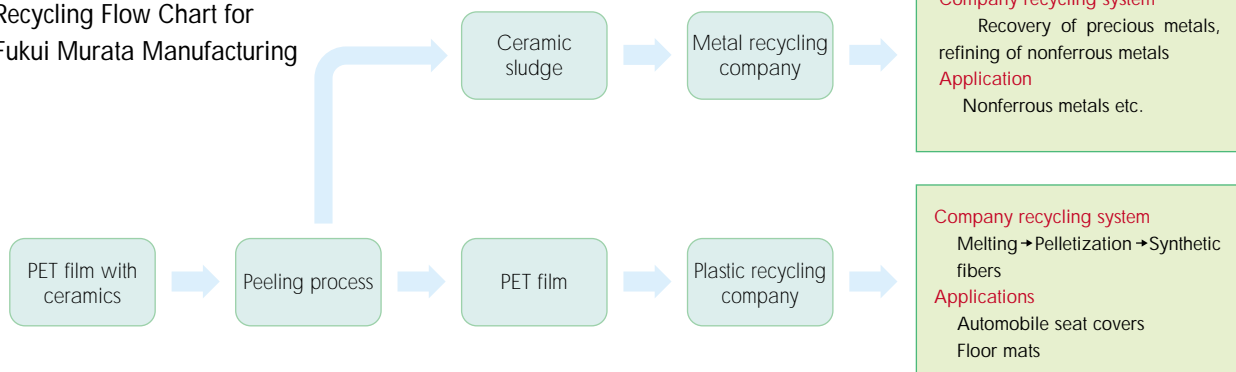 Recycling Flow Chart for
Fukui Murata Manufacturing
Ceramic
sludge
Metal recycling
company
Company recycling system
Recovery of precious metals,
refining of nonferrous metals
Application
Nonferrous metals etc.
PET film with
ceramics
Peeling process
PET film
Plastic recycling
company
Company recycling system
Melting→Pelletization→Synthetic
fibers
Applications
Automobile seat covers
Floor mats